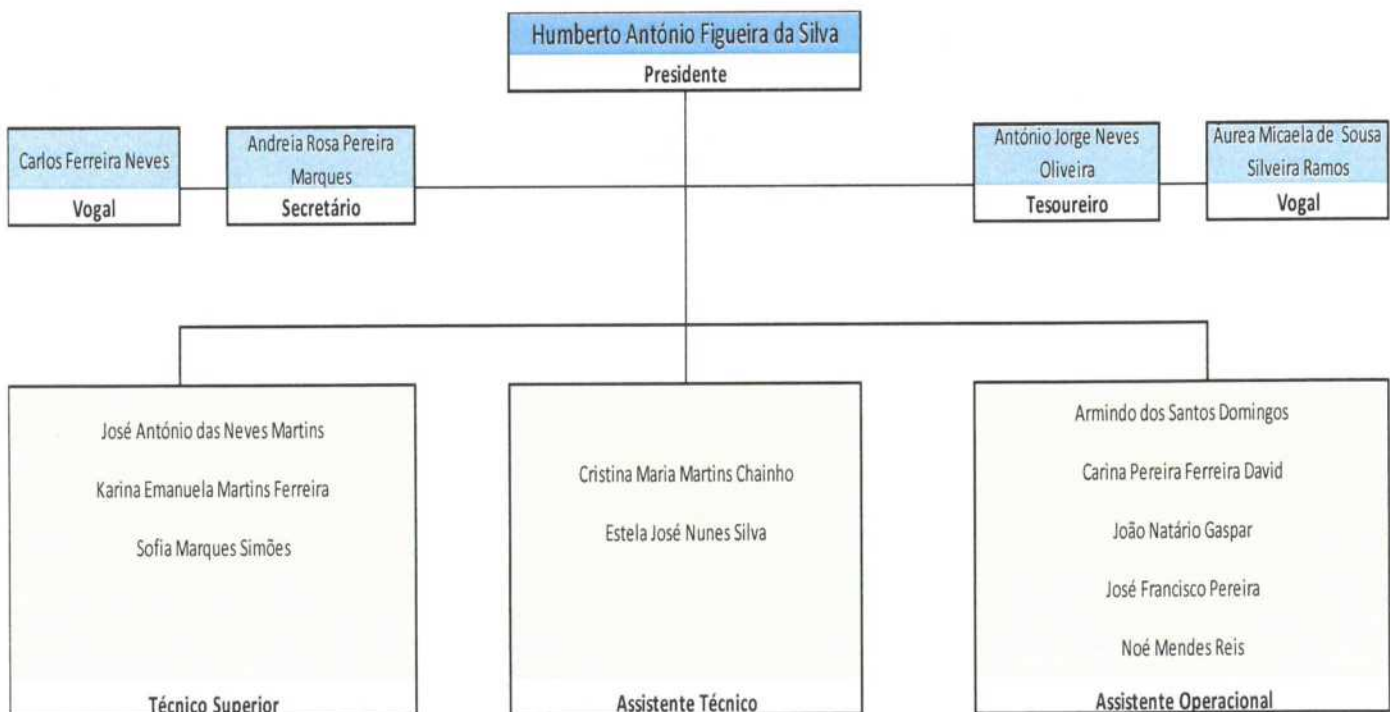 Humberto António Figueira da Silva
Presidente
Carlos Ferreira Neves
Vogal
Andreia Rosa Pereira
Marques
Secretário
António Jorge Neves
Oliveira
Tesoureiro
Áurea Micaela de Sousa
Silveira Ramos
Vogal
José António das Neves Martins
Karina Emanuela Martins Ferreira
Sofia Marques Simões
Técnico Superior
Cristina Maria Martins Chainho
Estela José Nunes Silva
Assistente Técnico
Armindo dos Santos Domingos
Carina Pereira Ferreira David
João Natário Gaspar
José Francisco Pereira
Noé Mendes Reis
Assistente Operacional